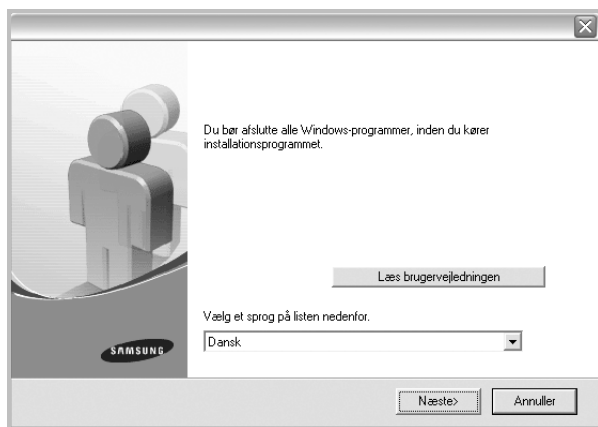 Du bør afslutte alle Windows-programmer, inden du kører
installationsprogrammet.
Læs brugervejledningen
Vælg et sprog på listen nedenfor.
Dansk
SAMSUNG
Næste>
Annuller